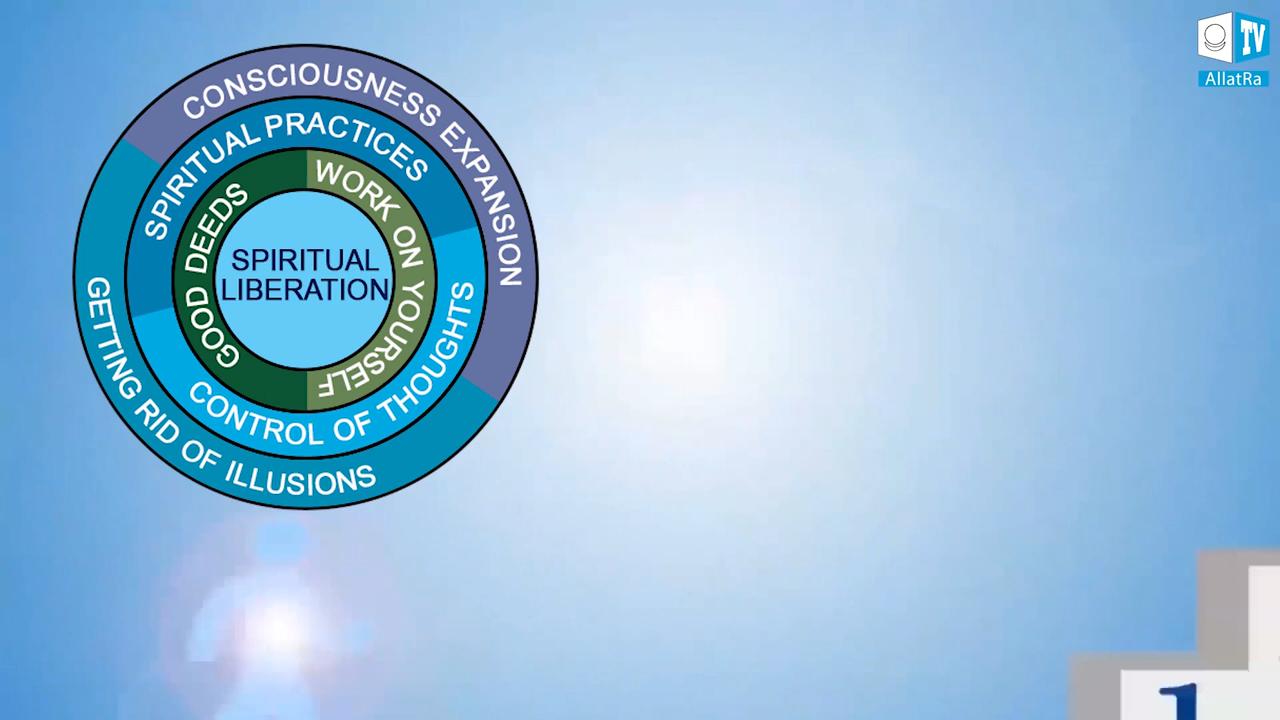 CONSCIOUSNESS EXPANSION
SPIRITUAL PRACTICES
GOOD DEEDS
WORK ON YOURSELF
SPIRITUAL
LIBERATION
CONTROL OF THOUGHTS
GETTING RID OF ILLUSIONS
TV
AllatRa
1